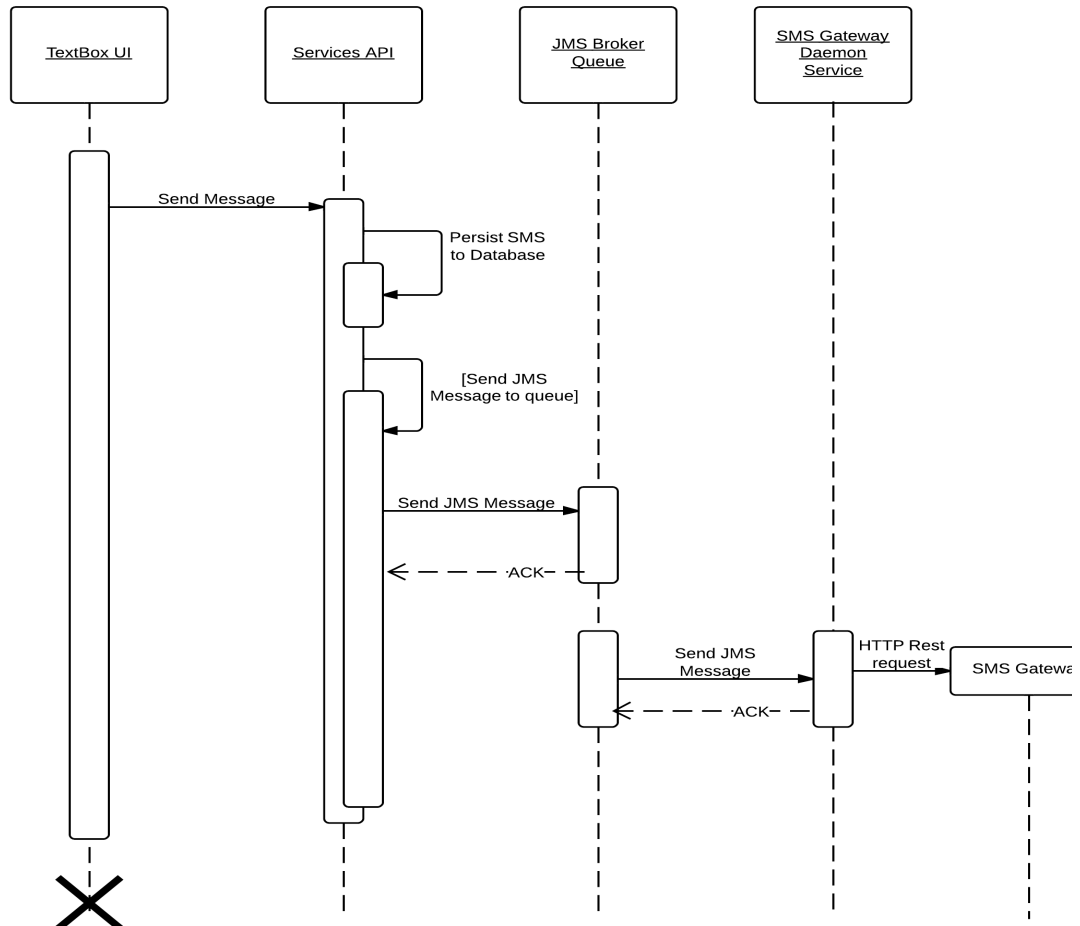 TextBox UI
Services API
JMS Broker
Queue
SMS Gateway
Daemon
Service
Send Message
Persist SMS
to Database
[Send JMS
Message to queue]
Send JMS Message
ACK
Send JMS
Message
HTTP Rest
request
SMS Gatewa
ACK